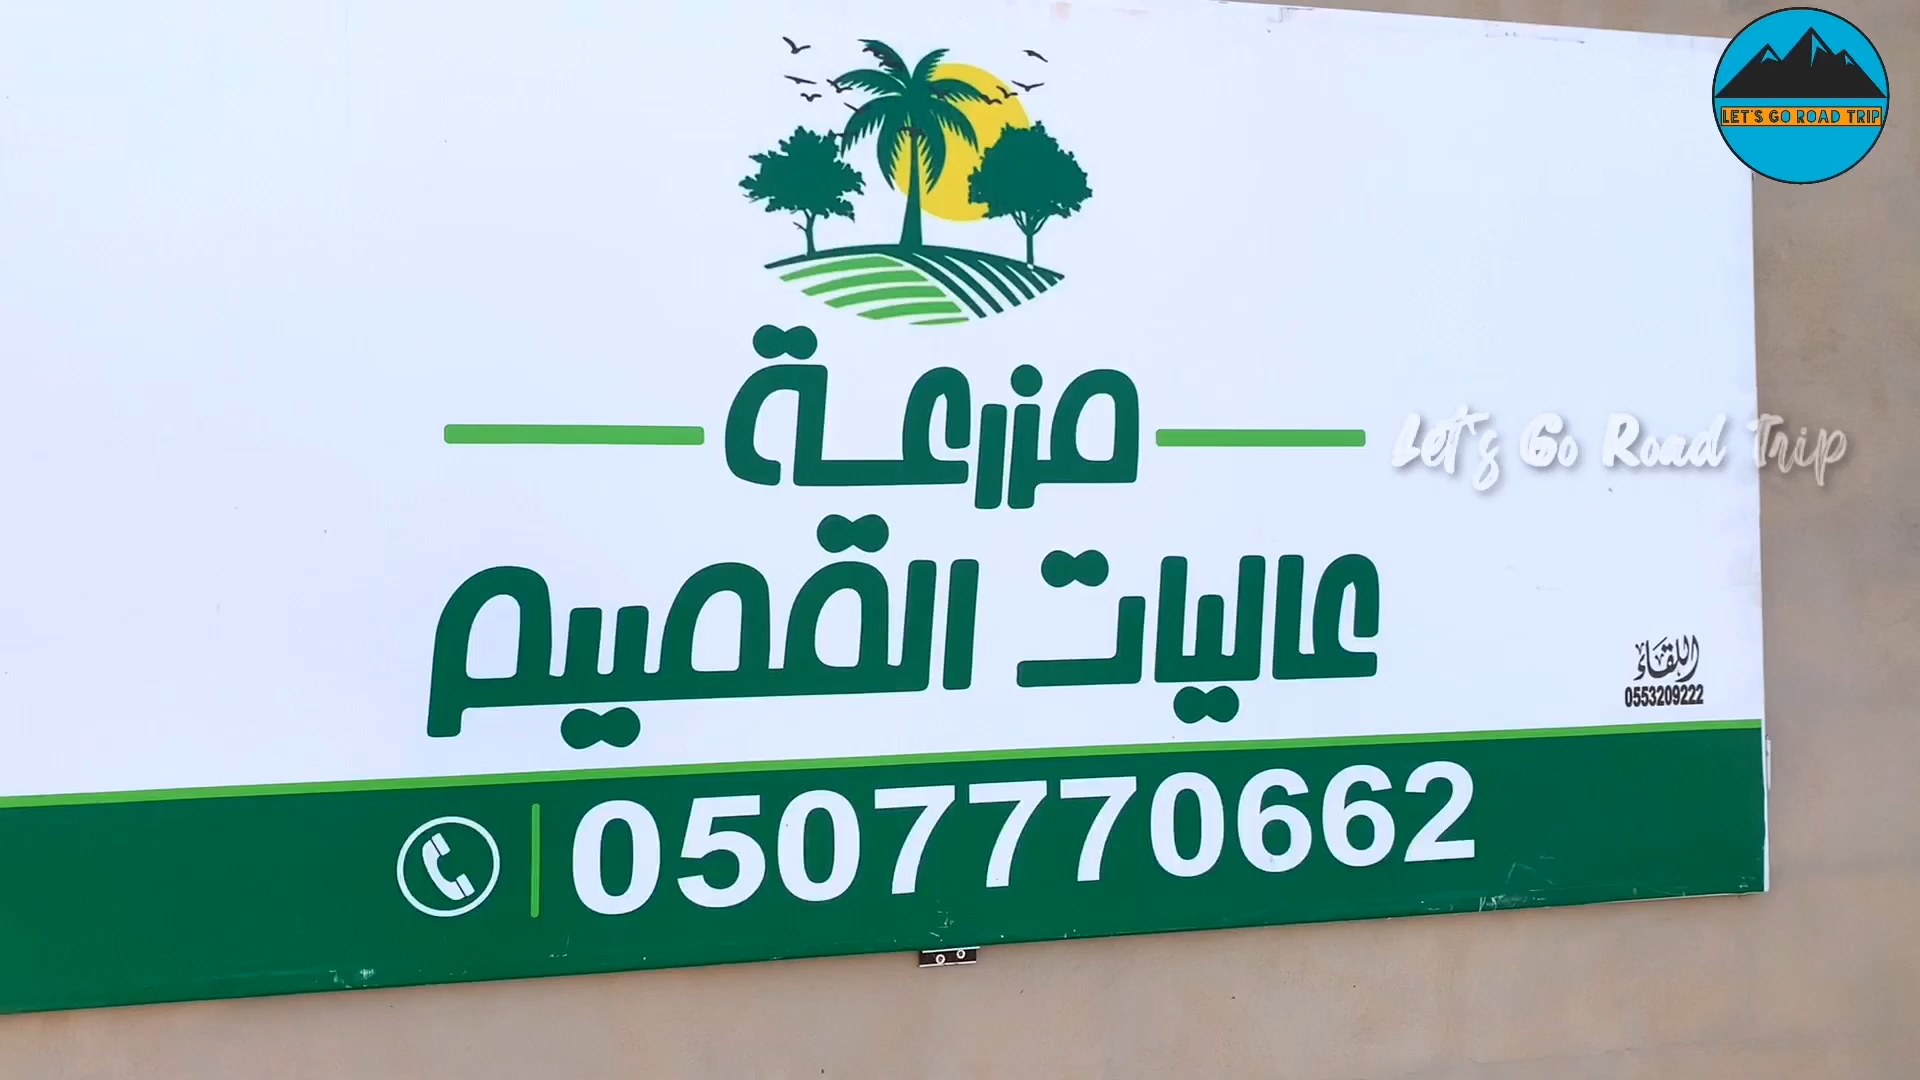 LET'S GO ROAD TRIP
مزرعة
Let's Go Road Trip
عاليات القصيم
اللقاء
0553209222
0507770662